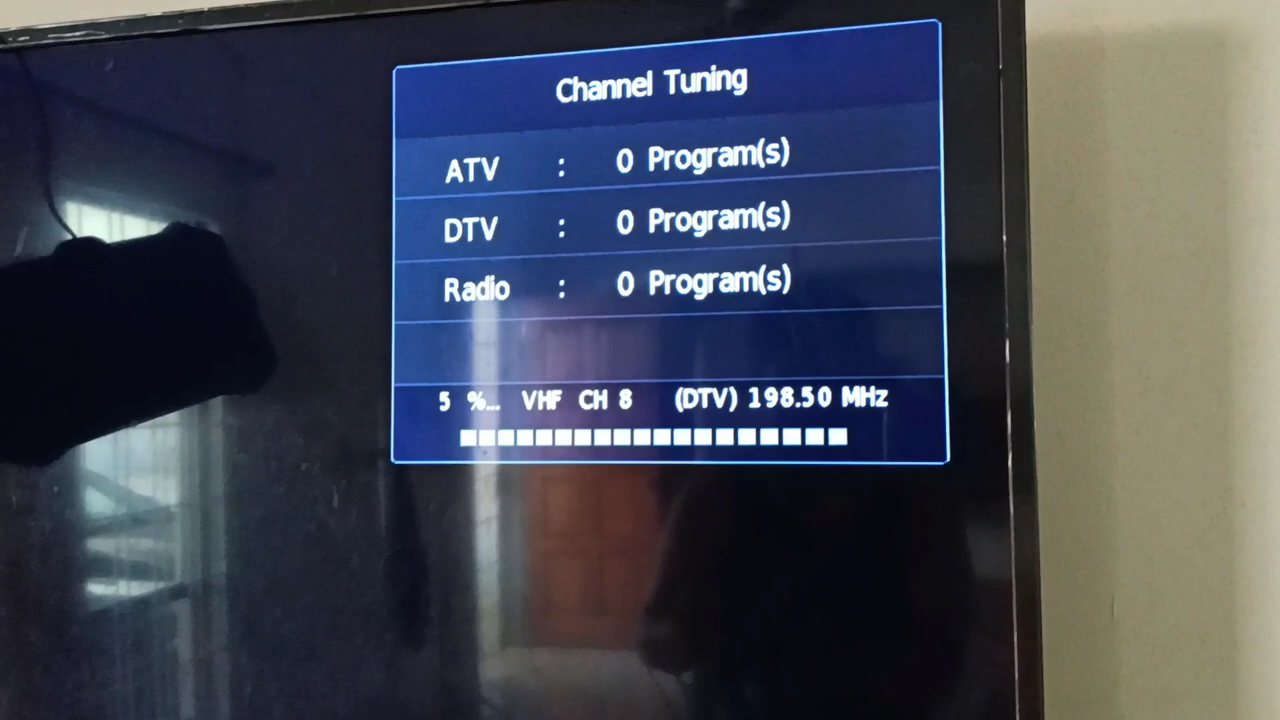 Channel Tuning
ATV : 0 Program(s)
DTV : 0 Program(s)
Radio : 0 Program(s)
5 %... VHF CH 8 (DTV) 198.50 MHz